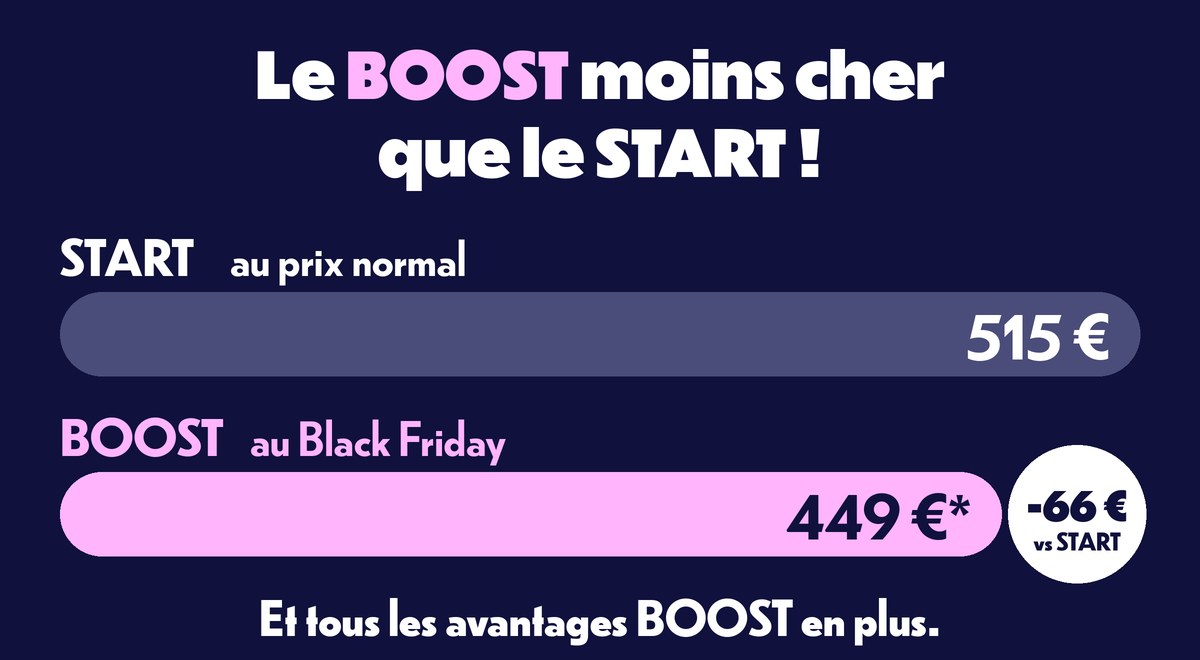 Le BOOST moins cher
que le START !
START au prix normal
515 €
BOOST au Black Friday
449 €*
-66 €
vs START
Et tous les avantages BOOST en plus.